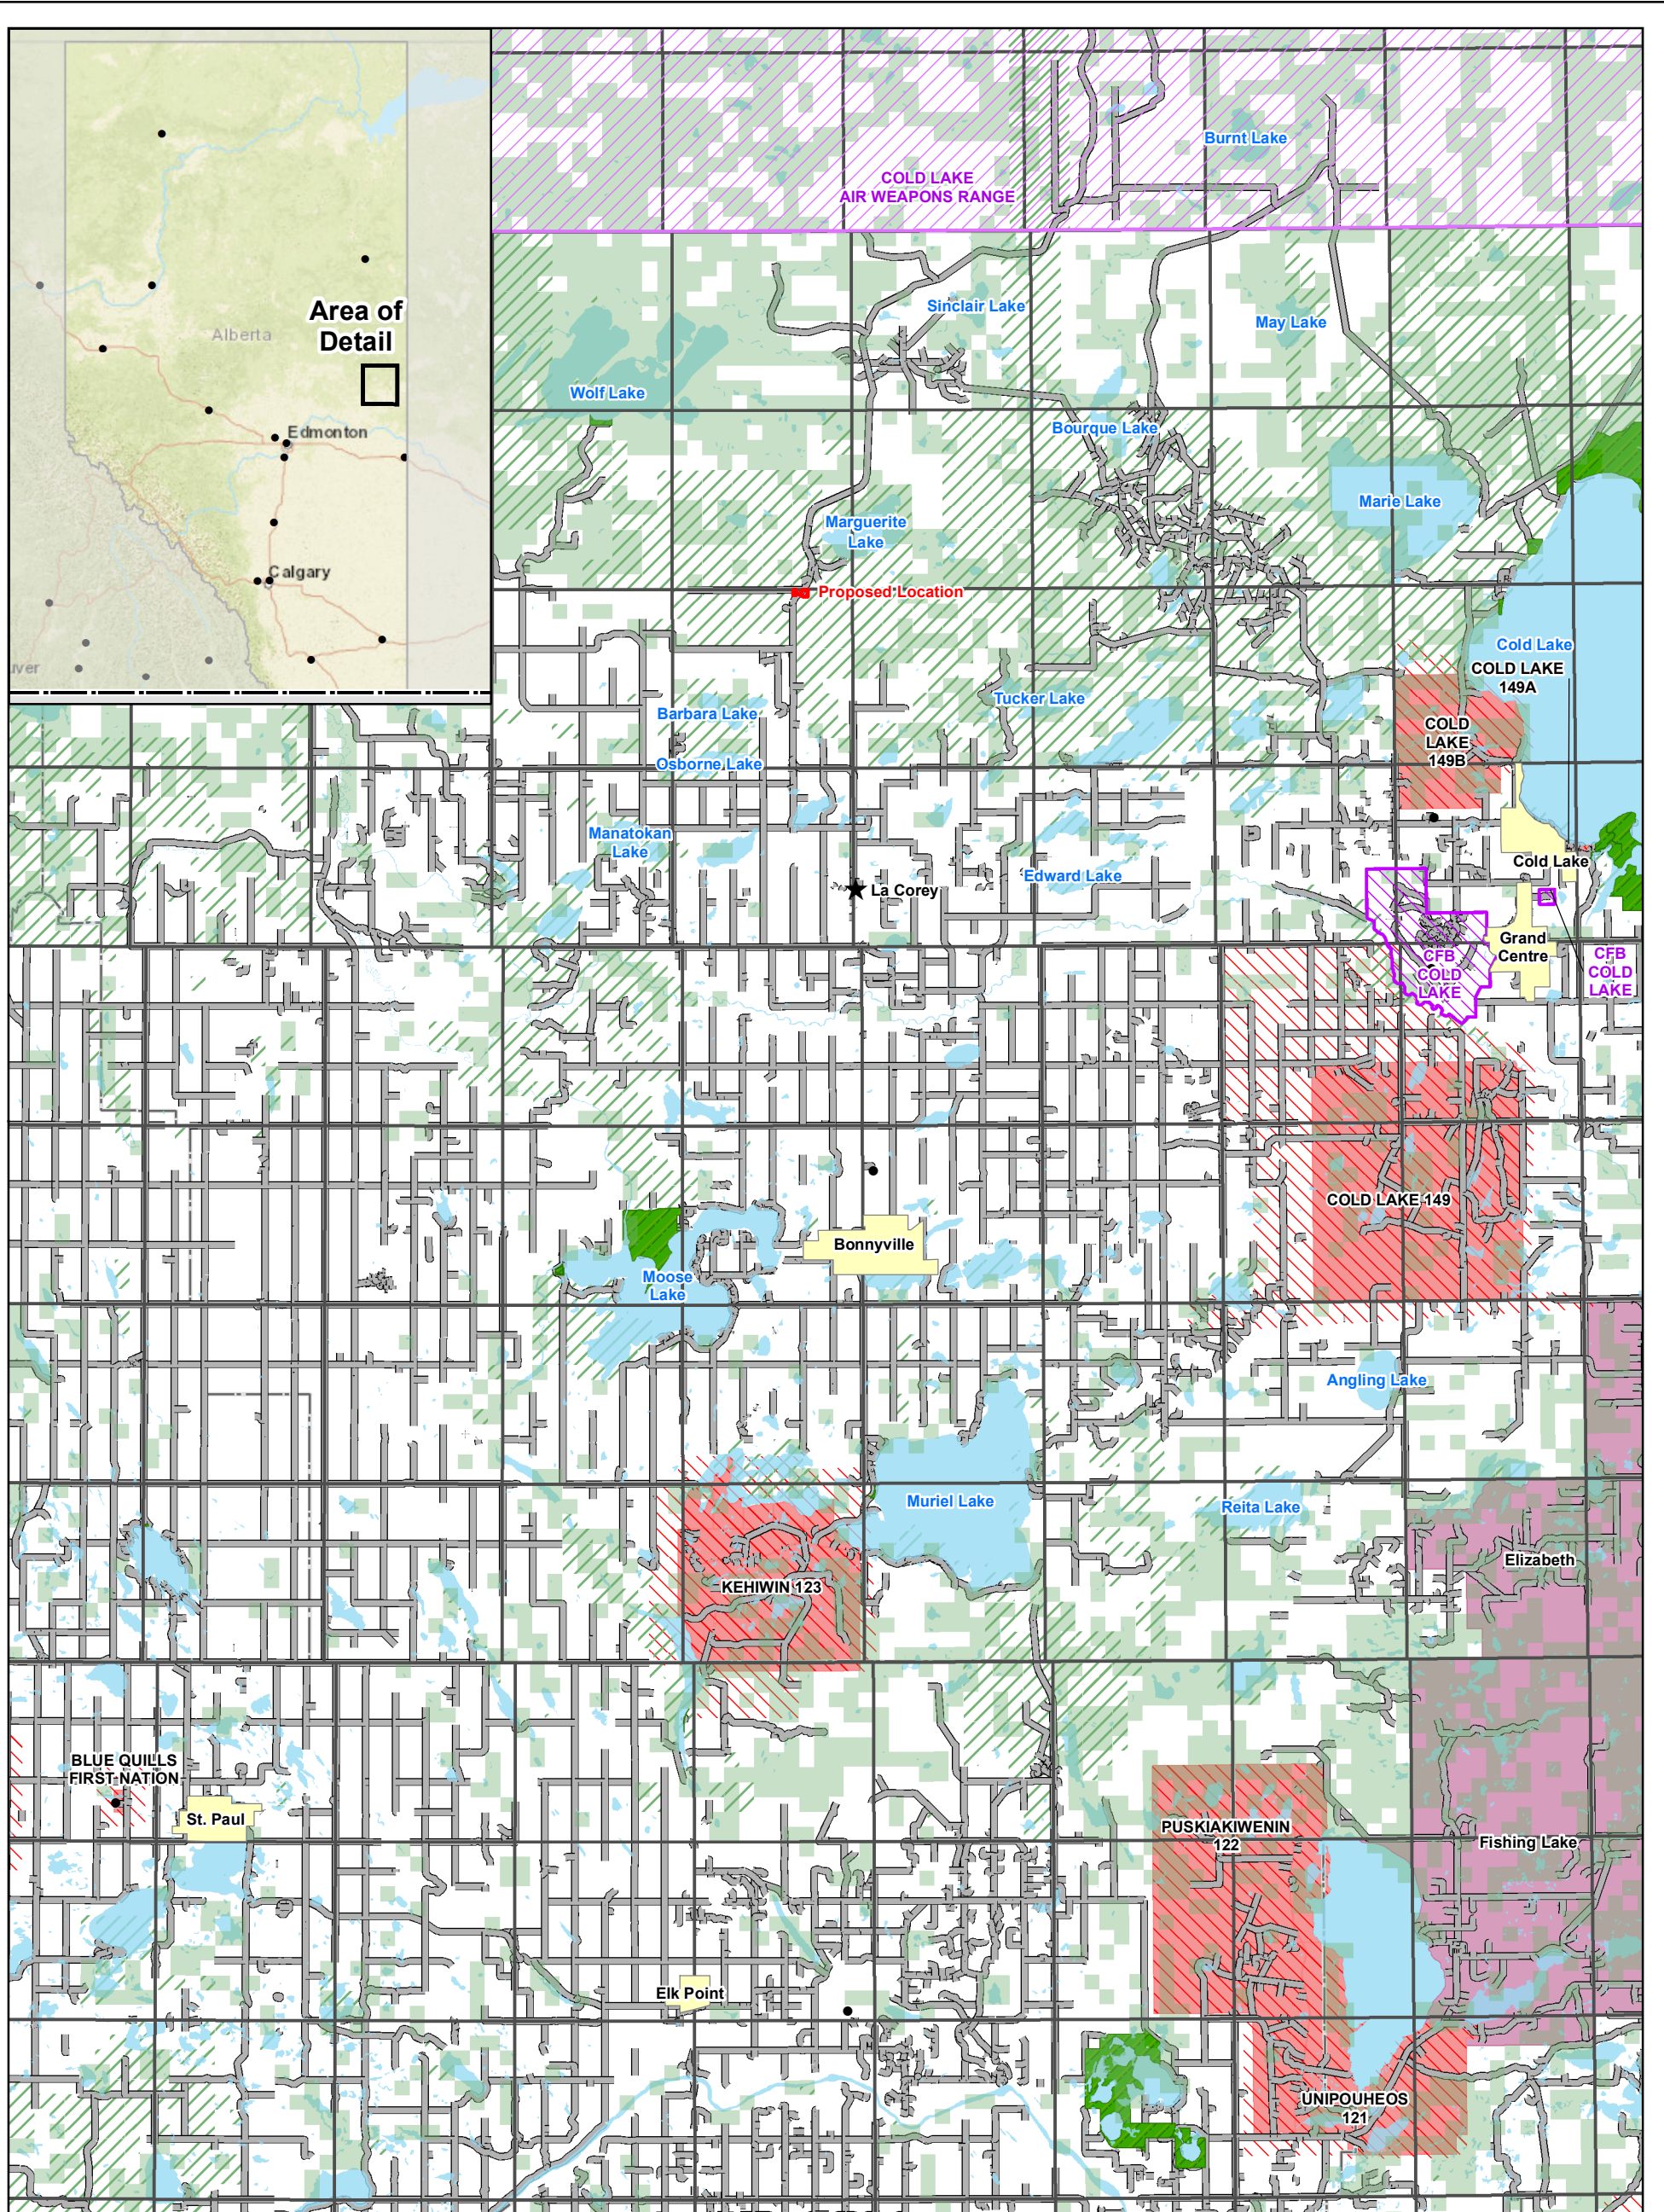 Alberta
Area of
Detail
Edmonton
Calgary
uver
Burnt Lake
COLD LAKE
AIR WEAPONS RANGE
Sinclair Lake
May Lake
Wolf Lake
Bourque Lake
Marie Lake
Marguerite
Lake
Proposed Location
Cold Lake
COLD LAKE
149A
Tucker Lake
Barbara Lake
COLD
LAKE
149B
Osborne Lake
Manatokan
Lake
Cold Lake
Edward Lake
La Corey
Grand
Centre
CFB
COLD
LAKE
CFB
COLD
LAKE
COLD LAKE 149
Bonnyville
Moose
Lake
Angling Lake
Muriel Lake
Reita Lake
Elizabeth
KEHIWIN 123
BLUE QUILLS
FIRST NATION
St. Paul
PUSKIAKIWENIN
122
Fishing Lake
Elk Point
UNIPOUHEOS
121